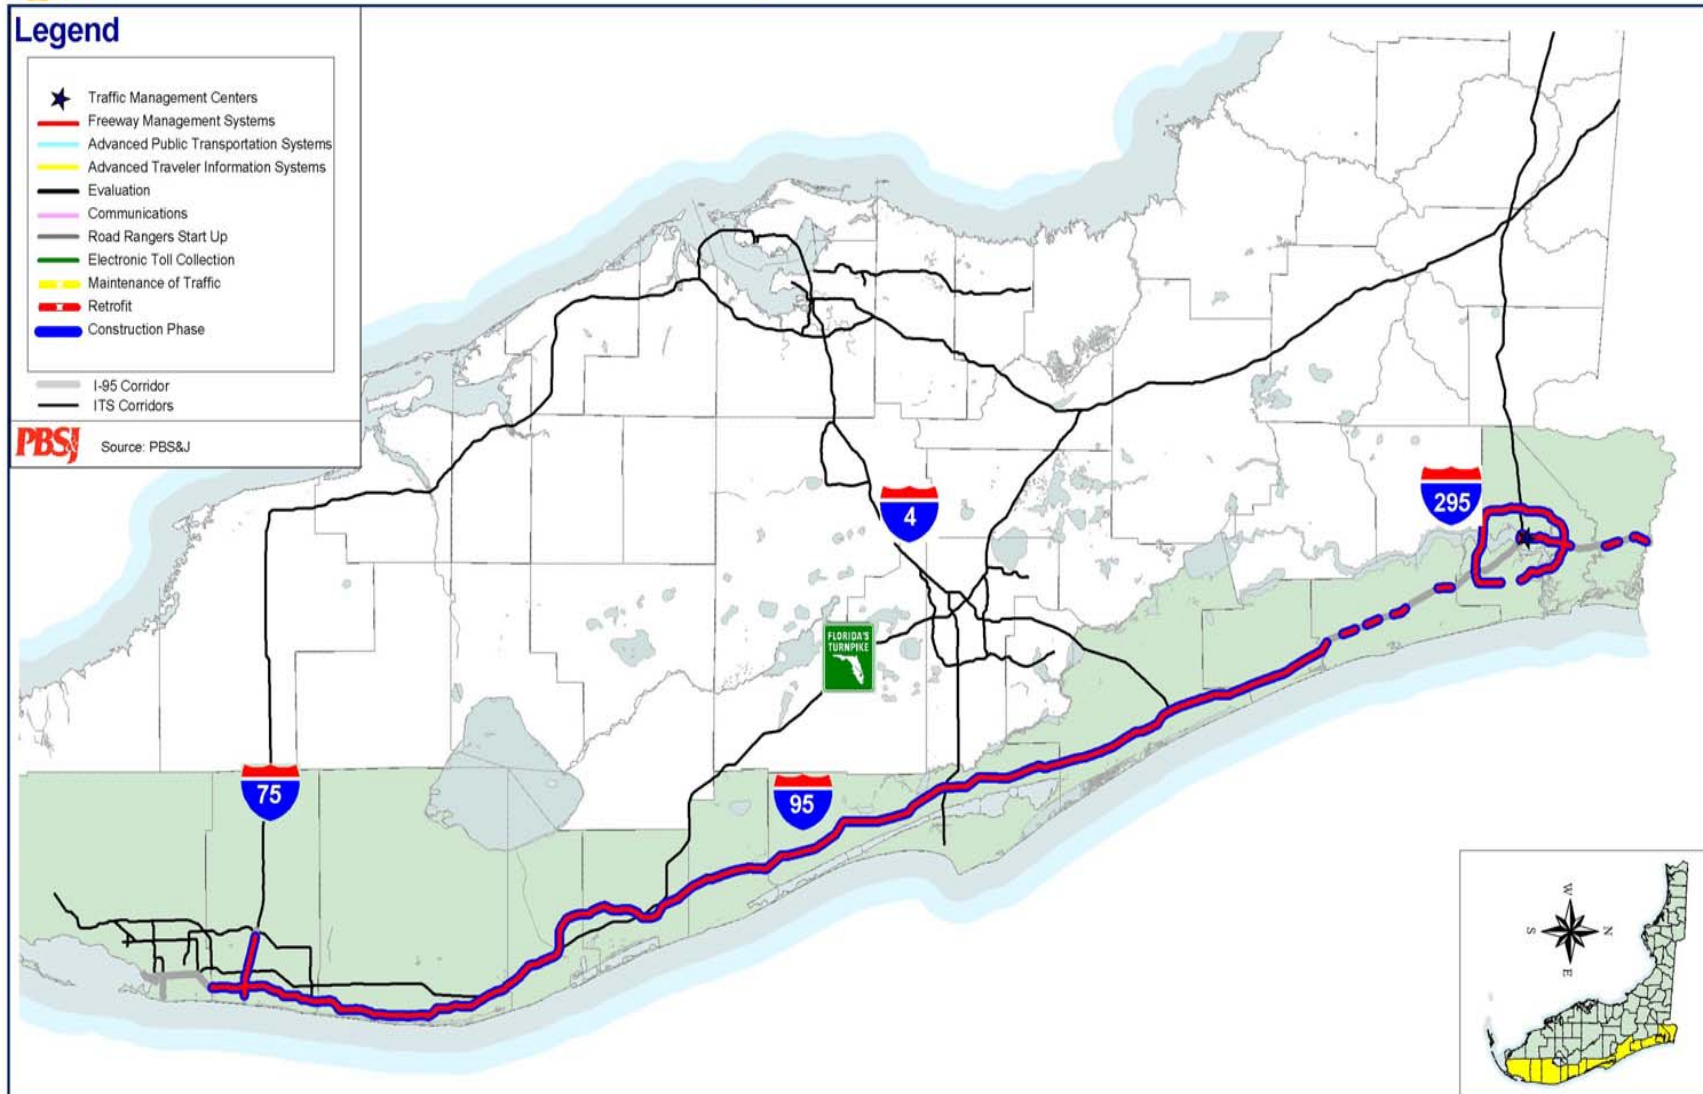 Legend
Traffic Management Centers
Freeway Management Systems
Advanced Public Transportation Systems
Advanced Traveler Information Systems
Evaluation
Communications
Road Rangers Start Up
Electronic Toll Collection
Maintenance of Traffic
Retrofit
Construction Phase
I-95 Corridor
ITS Corridors
PBSJ
Source: PBS&J
4
295
FLORIDA'S
TURNPIKE
75
95
W
S N
E